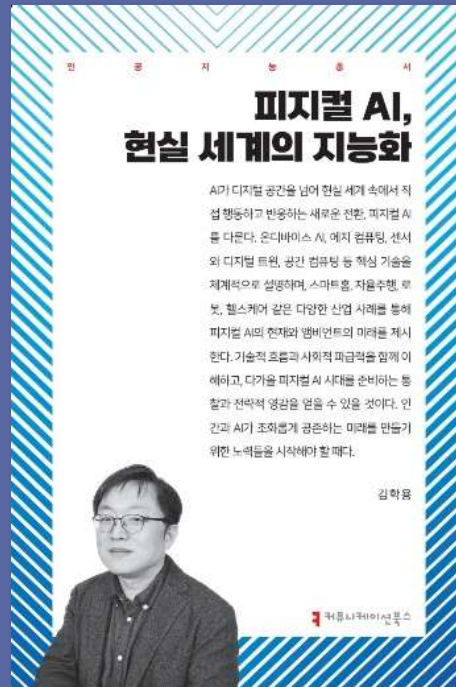 인공지능총서
피지컬 AI,
현실 세계의 지능화
AI가 디지털 공간을 넘어 현실 세계 속에서 직
접 행동하고 반응하는 새로운 전환, 피지컬 AI
를 다룬다. 온디바이스 AI, 에지 컴퓨팅, 센서
와 디지털 트윈, 공간 컴퓨팅 등 핵심 기술을
체계적으로 설명하며, 스마트홈, 자율주행, 로
봇, 헬스케어 같은 다양한 산업 사례를 통해
피지컬 AI의 현재와 앰비언트의 미래를 제시
한다. 기술적 흐름과 사회적 파급력을 함께 이
해하고, 다가올 피지컬 AI 시대를 준비하는 통
찰과 전략적 영감을 얻을 수 있을 것이다. 인
간과 AI가 조화롭게 공존하는 미래를 만들기
위한 노력들을 시작해야 할 때다.
김학용
커뮤니케이션북스